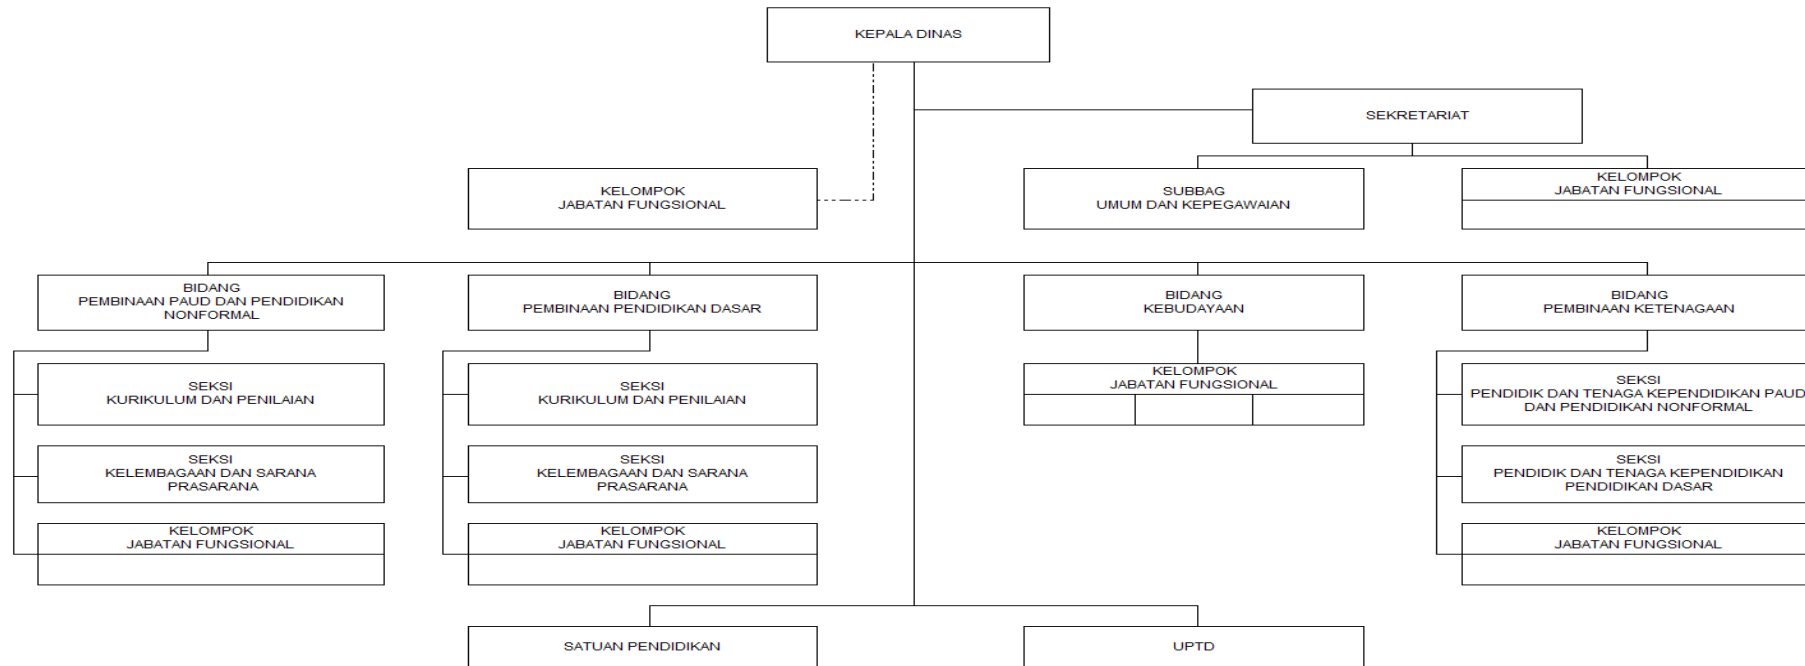 KEPALA DINAS
SEKRETARIAT
KELOMPOK
JABATAN FUNGSIONAL
SUBBAG
UMUM DAN KEPEGAWAIAN
KELOMPOK
JABATAN FUNGSIONAL
BIDANG
PEMBINAAN PAUD DAN PENDIDIKAN
NONFORMAL
BIDANG
PEMBINAAN PENDIDIKAN DASAR
BIDANG
KEBUDAYAAN
BIDANG
PEMBINAAN KETENAGAAN
SEKSI
KURIKULUM DAN PENILAIAN
SEKSI
KURIKULUM DAN PENILAIAN
KELOMPOK
JABATAN FUNGSIONAL
SEKSI
PENDIDIK DAN TENAGA KEPENDIDIKAN PAUD
DAN PENDIDIKAN NONFORMAL
SEKSI
KELEMBAGAAN DAN SARANA
PRASARANA
SEKSI
KELEMBAGAAN DAN SARANA
PRASARANA
SEKSI
PENDIDIK DAN TENAGA KEPENDIDIKAN
PENDIDIKAN DASAR
KELOMPOK
JABATAN FUNGSIONAL
KELOMPOK
JABATAN FUNGSIONAL
KELOMPOK
JABATAN FUNGSIONAL
SATUAN PENDIDIKAN
UPTD